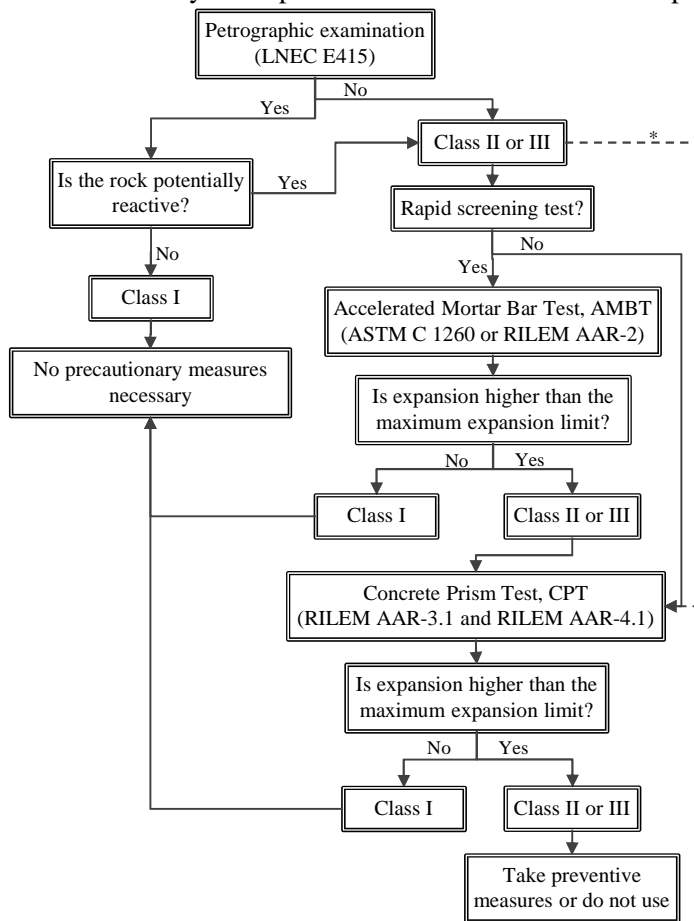 Petrographic examination
(LNEC E415)
Yes
No
Class II or III
*
Is the rock potentially
reactive?
Yes
Rapid screening test?
No
No
Yes
Class I
Accelerated Mortar Bar Test, AMBT
(ASTM C 1260 or RILEM AAR-2)
No precautionary measures
necessary
Is expansion higher than the
maximum expansion limit?
No
Yes
Class I
Class II or III
Concrete Prism Test, CPT
(RILEM AAR-3.1 and RILEM AAR-4.1)
Is expansion higher than the
maximum expansion limit?
No
Yes
Class I
Class II or III
Take preventive
measures or do not use